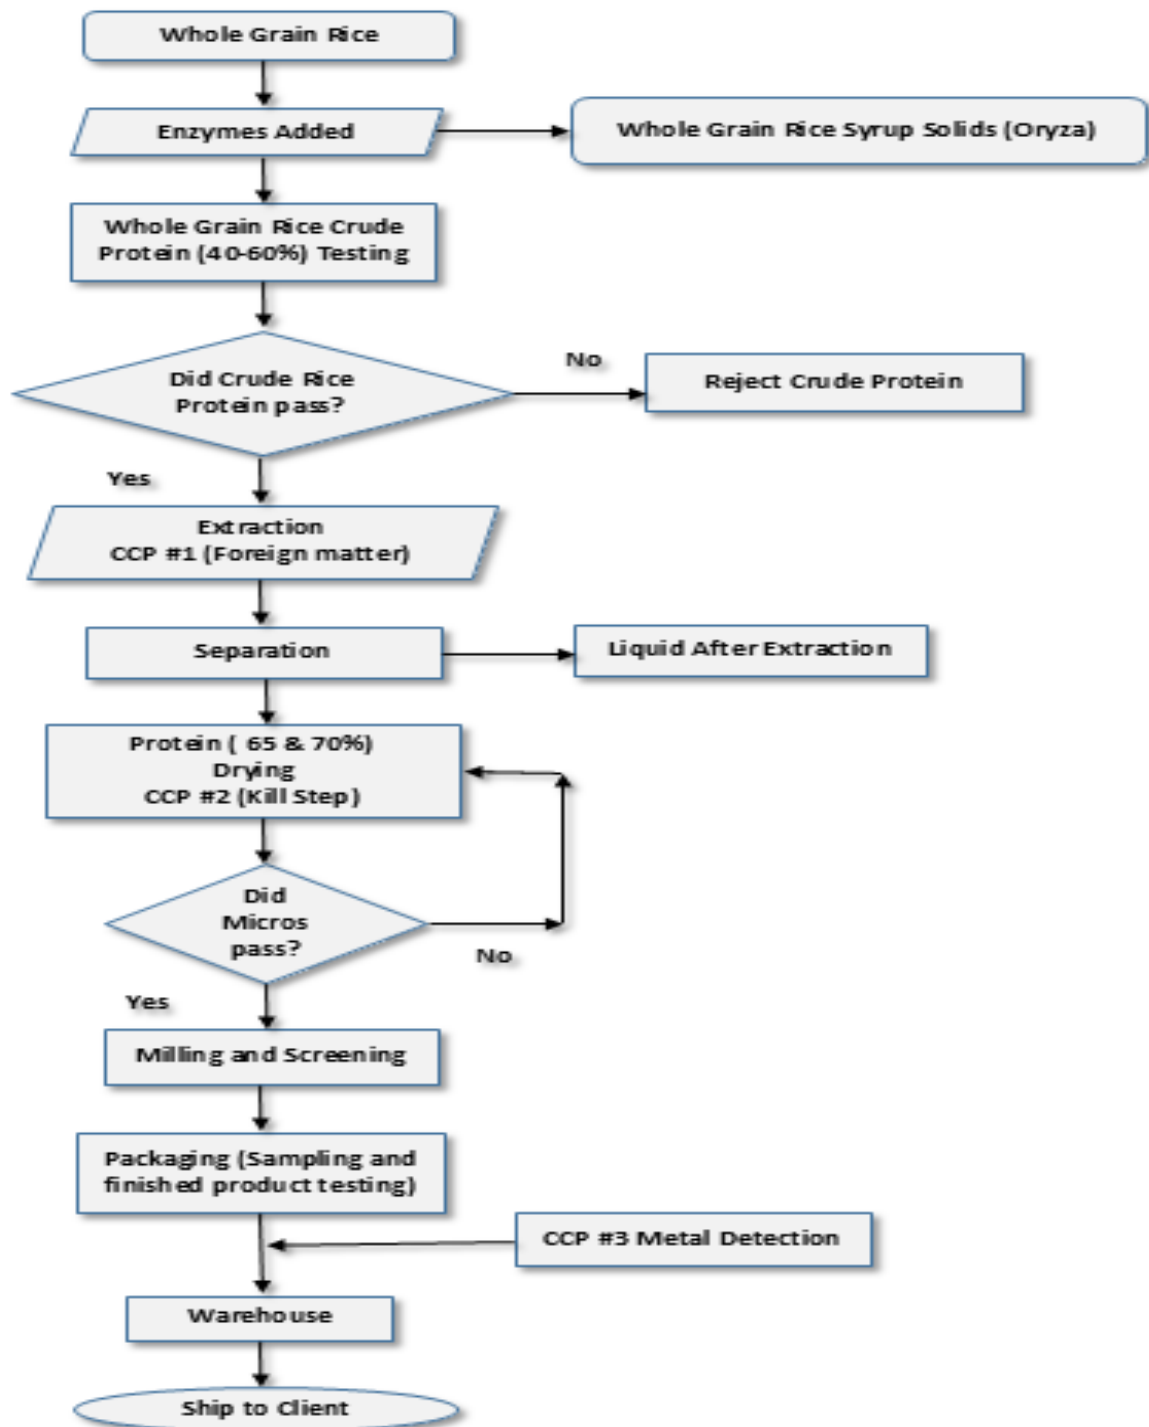 Whole Grain Rice
Enzymes Added
Whole Grain Rice Syrup Solids (Oryza)
Whole Grain Rice Crude
Protein (40-60%) Testing
Did Crude Rice
Protein pass?
No
Reject Crude Protein
Yes
Extraction
CCP #1 (Foreign matter)
Separation
Liquid After Extraction
Protein ( 65 & 70%)
Drying
CCP #2 (Kill Step)
Did
Micros
pass?
No
Yes
Milling and Screening
Packaging (Sampling and
finished product testing)
CCP #3 Metal Detection
Warehouse
Ship to Client